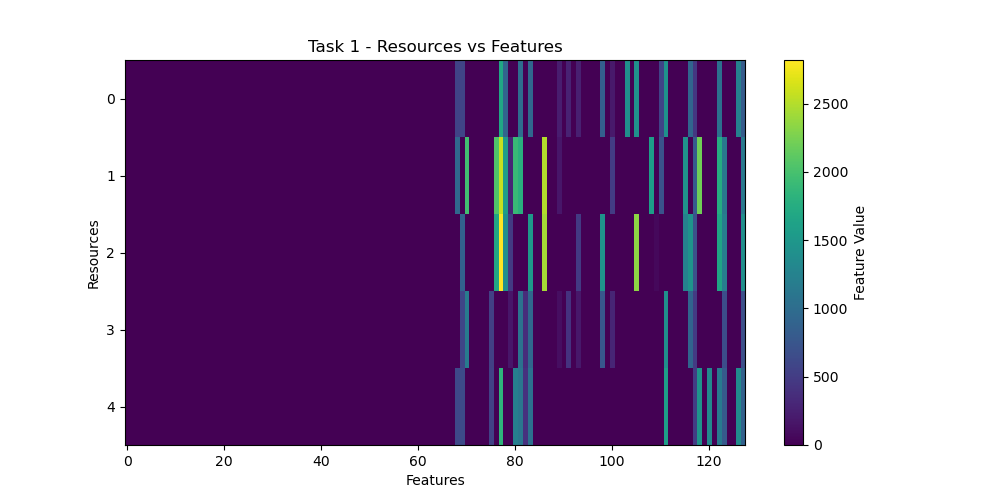 Task 1 - Resources vs Features
Resources
0
1
2
3
4
0 20 40 60 80 100 120
Features
2500
2000
1500
1000
500
0
Feature Value